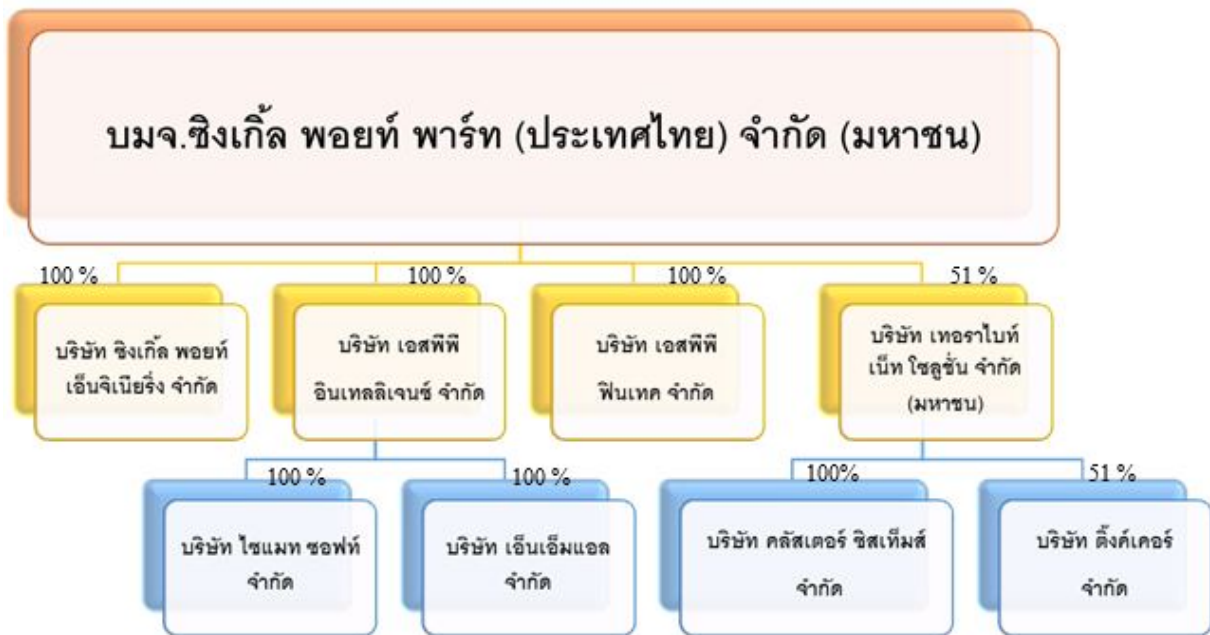 บมจ.ซิงเกิ้ล พอยท์ พาร์ท (ประเทศไทย) จำกัด (มหาชน)
100 %
100 %
100 %
51 %
บริษัท ซิงเกิ้ล พอยท์
เอ็นจิเนียริ่ง จำกัด
บริษัท เอสพีพี
อินเทลลิเจนซ์ จำกัด
บริษัท เอสพีพี
ฟินเทค จำกัด
บริษัท เทอราไบท์
เน็ท โซลูชั่น จำกัด
(มหาชน)
100 %
100 %
100%
51 %
บริษัท ไซแมท ซอฟท์
จำกัด
บริษัท เอ็นเอ็มแอล
จำกัด
บริษัท คลัสเตอร์ ซิสเท็มส์
จำกัด
บริษัท ติ๊งค์เคอร์
จำกัด